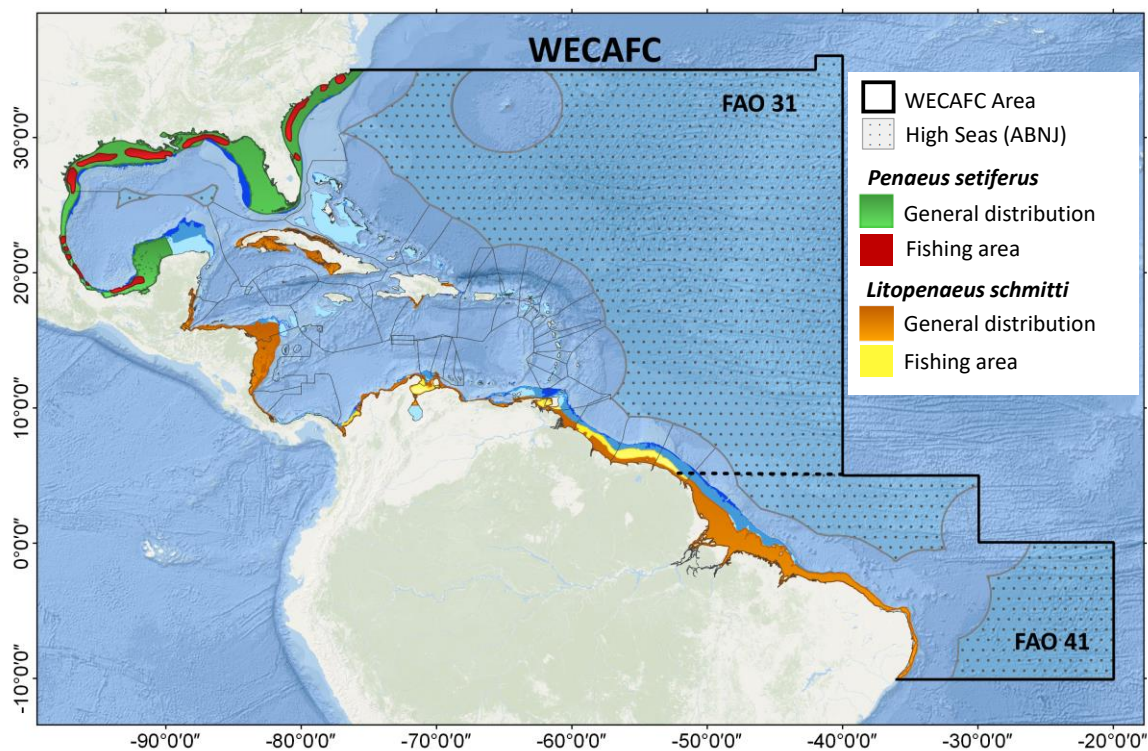 WECAFC
FAO 31
WECAFC Area
High Seas (ABNJ)
Penaeus setiferus
General distribution
Fishing area
Litopenaeus schmitti
General distribution
Fishing area
FAO 41
30°0'0"
20°0'0"
10°0'0"
0°0'0"
-10°0'0"
-90°0'0"
-80°0'0"
-70°0'0"
-60°0'0"
-50°0'0"
-40°0'0"
-30°0'0"
-20°0'0"